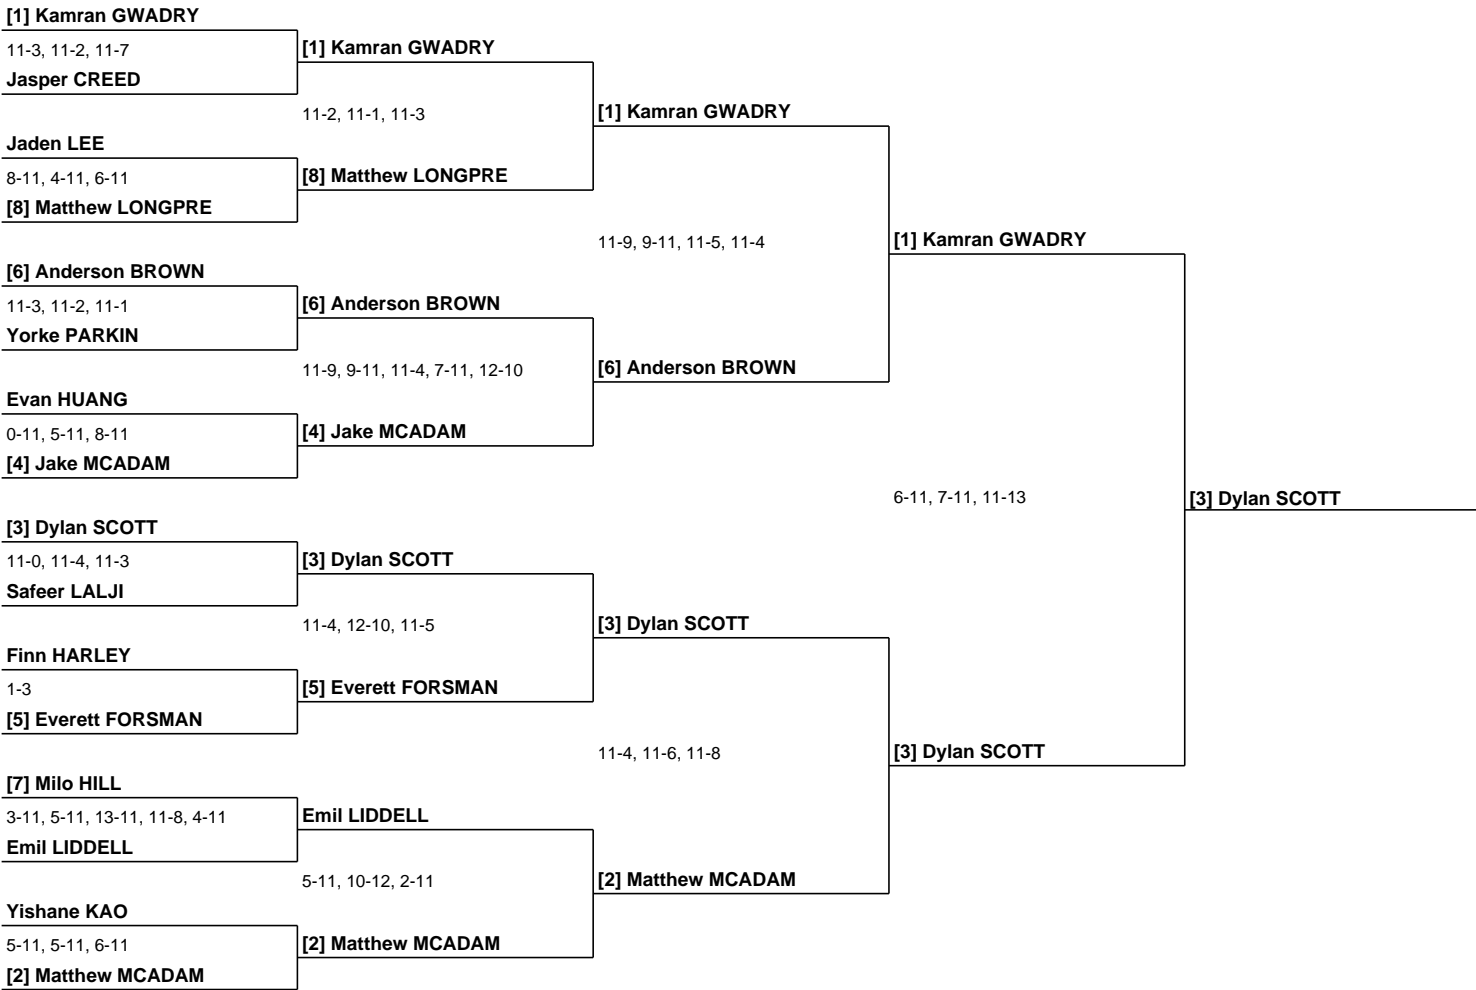 [1] Kamran GWADRY
11-3, 11-2, 11-7
Jasper CREED
Jaden LEE
8-11, 4-11, 6-11
[8] Matthew LONGPRE
[6] Anderson BROWN
11-3, 11-2, 11-1
Yorke PARKIN
Evan HUANG
0-11, 5-11, 8-11
[4] Jake MCADAM
[3] Dylan SCOTT
11-0, 11-4, 11-3
Safeer LALJI
Finn HARLEY
1-3
[5] Everett FORSMAN
[7] Milo HILL
3-11, 5-11, 13-11, 11-8, 4-11
Emil LIDDELL
Yishane KAO
5-11, 5-11, 6-11
[2] Matthew MCADAM
[1] Kamran GWADRY
11-2, 11-1, 11-3
[8] Matthew LONGPRE
[6] Anderson BROWN
11-9, 9-11, 11-4, 7-11, 12-10
[4] Jake MCADAM
[3] Dylan SCOTT
11-4, 12-10, 11-5
[5] Everett FORSMAN
Emil LIDDELL
5-11, 10-12, 2-11
[2] Matthew MCADAM
[1] Kamran GWADRY
11-9, 9-11, 11-5, 11-4
[6] Anderson BROWN
[3] Dylan SCOTT
11-4, 11-6, 11-8
[2] Matthew MCADAM
[1] Kamran GWADRY
6-11, 7-11, 11-13
[3] Dylan SCOTT
[3] Dylan SCOTT